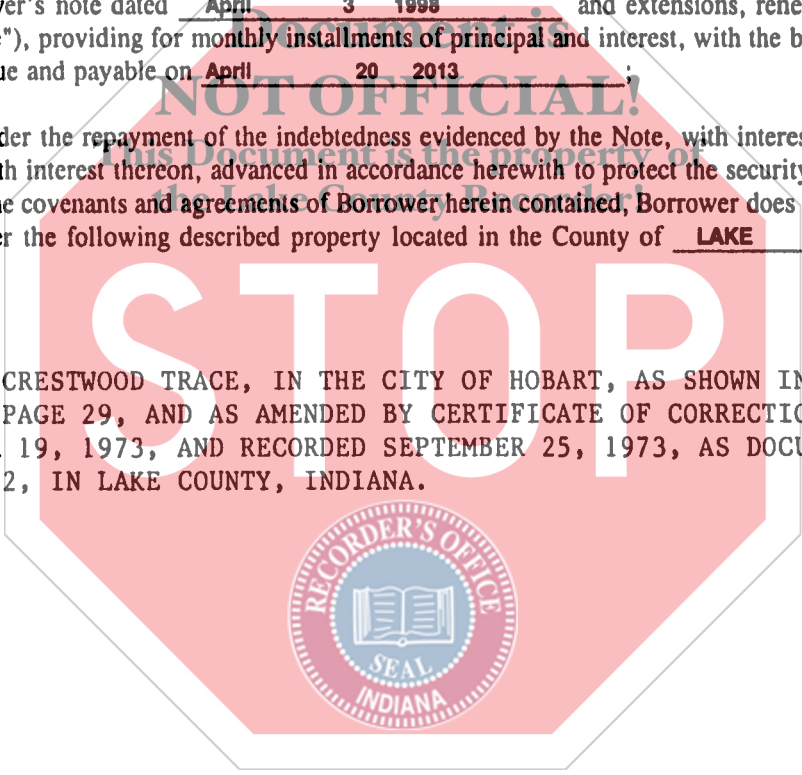 ver's note dated April 3 1998 and extensions, rene
Document is
"), providing for monthly installments of principal and interest, with the b
ue and payable on April 20 2013 ;
NOT OFFICIAL!
der the repayment of the indebtedness evidenced by the Note, with interes
This Document is the property of
th interest thereon, advanced in accordance herewith to protect the security
the Lake County Recorder!
e covenants and agreements of Borrower herein contained, Borrower does
er the following described property located in the County of LAKE
STOP
CRESTWOOD TRACE, IN THE CITY OF HOBART, AS SHOWN IN
PAGE 29, AND AS AMENDED BY CERTIFICATE OF CORRECTIO
19, 1973, AND RECORDED SEPTEMBER 25, 1973, AS DOCU
2, IN LAKE COUNTY, INDIANA.
RECORDER'S OFFICE
SEAL
INDIANA